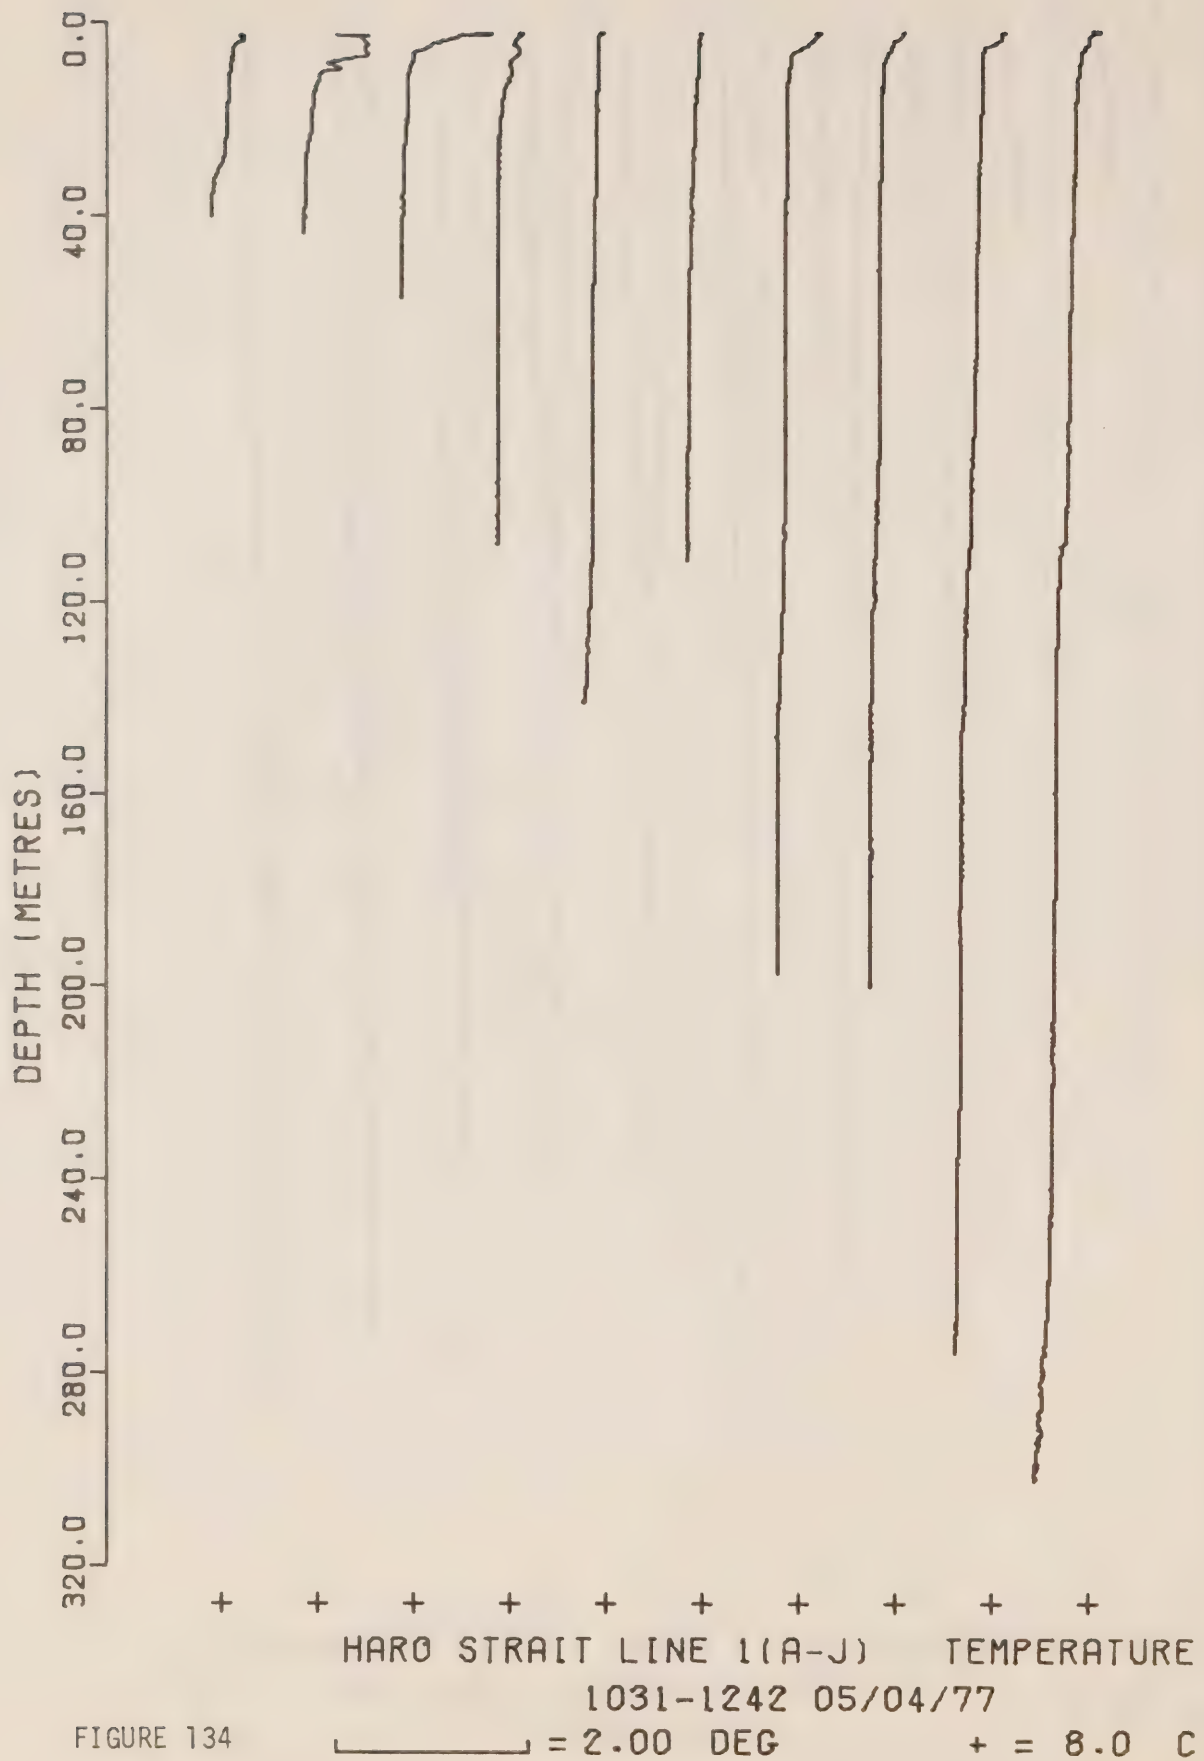 0.0
40.0
80.0
120.0
160.0
200.0
240.0
280.0
320.0
DEPTH (METRES)
+ + + + + + + + + +
HARO STRAIT LINE 1(A-J) TEMPERATURE
1031-1242 05/04/77
FIGURE 134 = 2.00 DEG + = 8.0 C